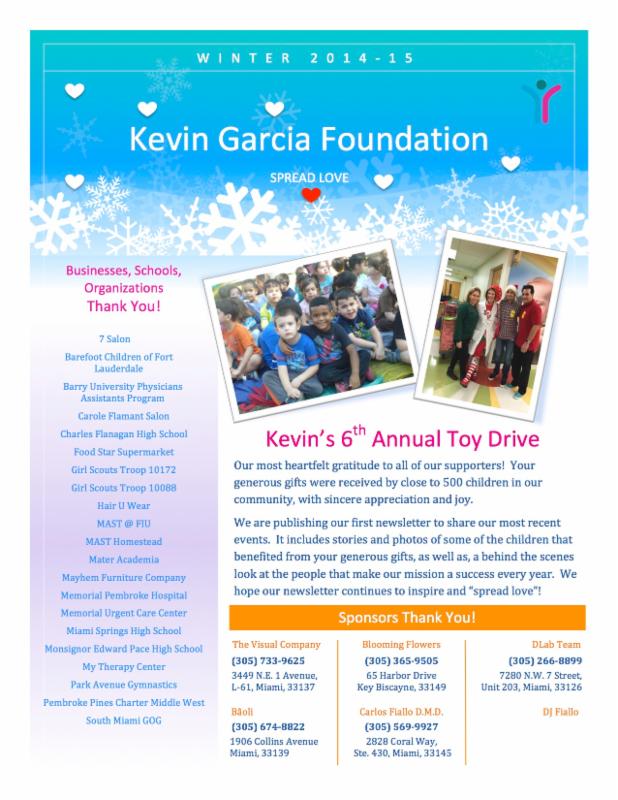 WINTER 2014-15
Kevin Garcia Foundation
SPREAD LOVE
Businesses, Schools,
Organizations
Thank You!
7 Salon
Barefoot Children of Fort
Lauderdale
Barry University Physicians
Assistants Program
Carole Flamant Salon
Charles Flanagan High School
Food Star Supermarket
Girl Scouts Troop 10172
Girl Scouts Troop 10088
Hair U Wear
MAST @ FIU
MAST Homestead
Mater Academia
Mayhem Furniture Company
Memorial Pembroke Hospital
Memorial Urgent Care Center
Miami Springs High School
Monsignor Edward Pace High School
My Therapy Center
Park Avenue Gymnastics
Pembroke Pines Charter Middle West
South Miami GOG
Kevin's 6th Annual Toy Drive
Our most heartfelt gratitude to all of our supporters! Your
generous gifts were received by close to 500 children in our
community, with sincere appreciation and joy.
We are publishing our first newsletter to share our most recent
events. It includes stories and photos of some of the children that
benefited from your generous gifts, as well as, a behind the scenes
look at the people that make our mission a success every year. We
hope our newsletter continues to inspire and "spread love"!
Sponsors Thank You!
The Visual Company
(305) 733-9625
3449 N.E. 1 Avenue,
L-61, Miami, 33137
Bâoli
(305) 674-8822
1906 Collins Avenue
Miami, 33139
Blooming Flowers
(305) 365-9505
65 Harbor Drive
Key Biscayne, 33149
Carlos Fiallo D.M.D.
(305) 569-9927
2828 Coral Way,
Ste. 430, Miami, 33145
DLab Team
(305) 266-8899
7280 N.W. 7 Street,
Unit 203, Miami, 33126
DJ Fiallo